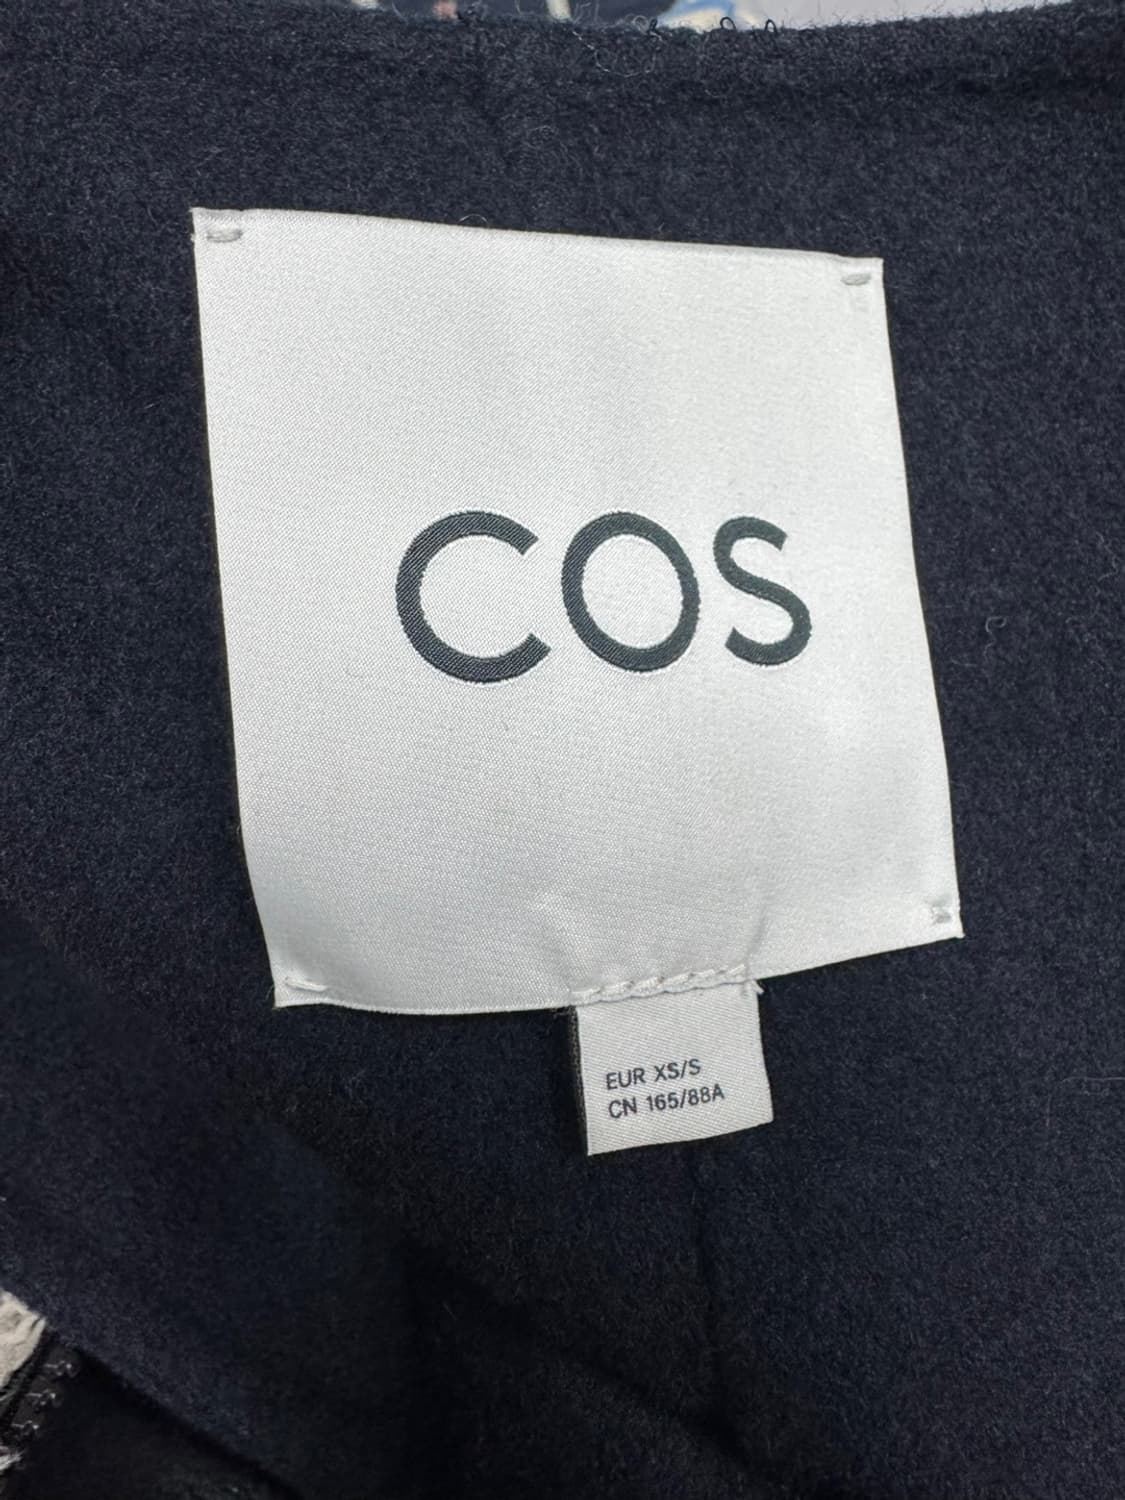 COS
EUR XS/S
CN 165/88A